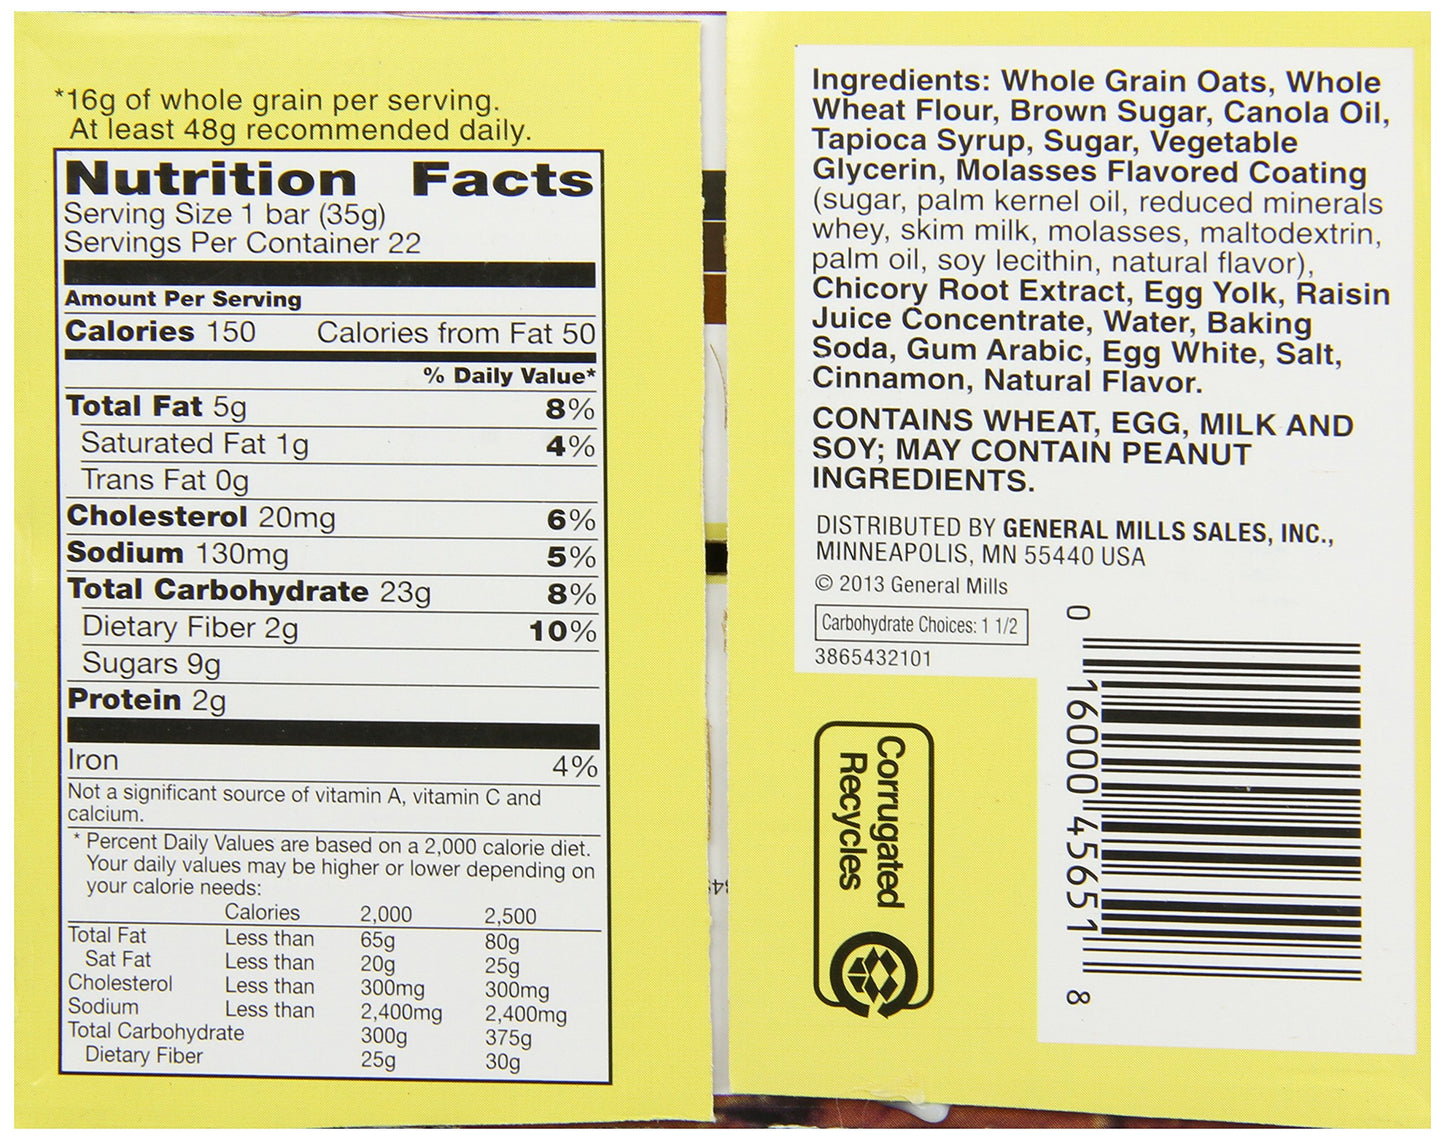 *16g of whole grain per serving.
At least 48g recommended daily.
Nutrition Facts
Serving Size 1 bar (35g)
Servings Per Container 22
Amount Per Serving
Calories 150 Calories from Fat 50
% Daily Value*
Total Fat 5g 8%
Saturated Fat 1g 4%
Trans Fat 0g
Cholesterol 20mg 6%
Sodium 130mg 5%
Total Carbohydrate 23g 8%
Dietary Fiber 2g 10%
Sugars 9g
Protein 2g
Iron 4%
Not a significant source of vitamin A, vitamin C and
calcium.
* Percent Daily Values are based on a 2,000 calorie diet.
Your daily values may be higher or lower depending on
your calorie needs:
Calories 2,000 2,500
Total Fat Less than 65g 80g
Sat Fat Less than 20g 25g
Cholesterol Less than 300mg 300mg
Sodium Less than 2,400mg 2,400mg
Total Carbohydrate 300g 375g
Dietary Fiber 25g 30g
Ingredients: Whole Grain Oats, Whole
Wheat Flour, Brown Sugar, Canola Oil,
Tapioca Syrup, Sugar, Vegetable
Glycerin, Molasses Flavored Coating
(sugar, palm kernel oil, reduced minerals
whey, skim milk, molasses, maltodextrin,
palm oil, soy lecithin, natural flavor),
Chicory Root Extract, Egg Yolk, Raisin
Juice Concentrate, Water, Baking
Soda, Gum Arabic, Egg White, Salt,
Cinnamon, Natural Flavor.
CONTAINS WHEAT, EGG, MILK AND
SOY; MAY CONTAIN PEANUT
INGREDIENTS.
DISTRIBUTED BY GENERAL MILLS SALES, INC.,
MINNEAPOLIS, MN 55440 USA
© 2013 General Mills
Carbohydrate Choices: 1 1/2
3865432101
Corrugated
Recycles
0 16000 45651 8